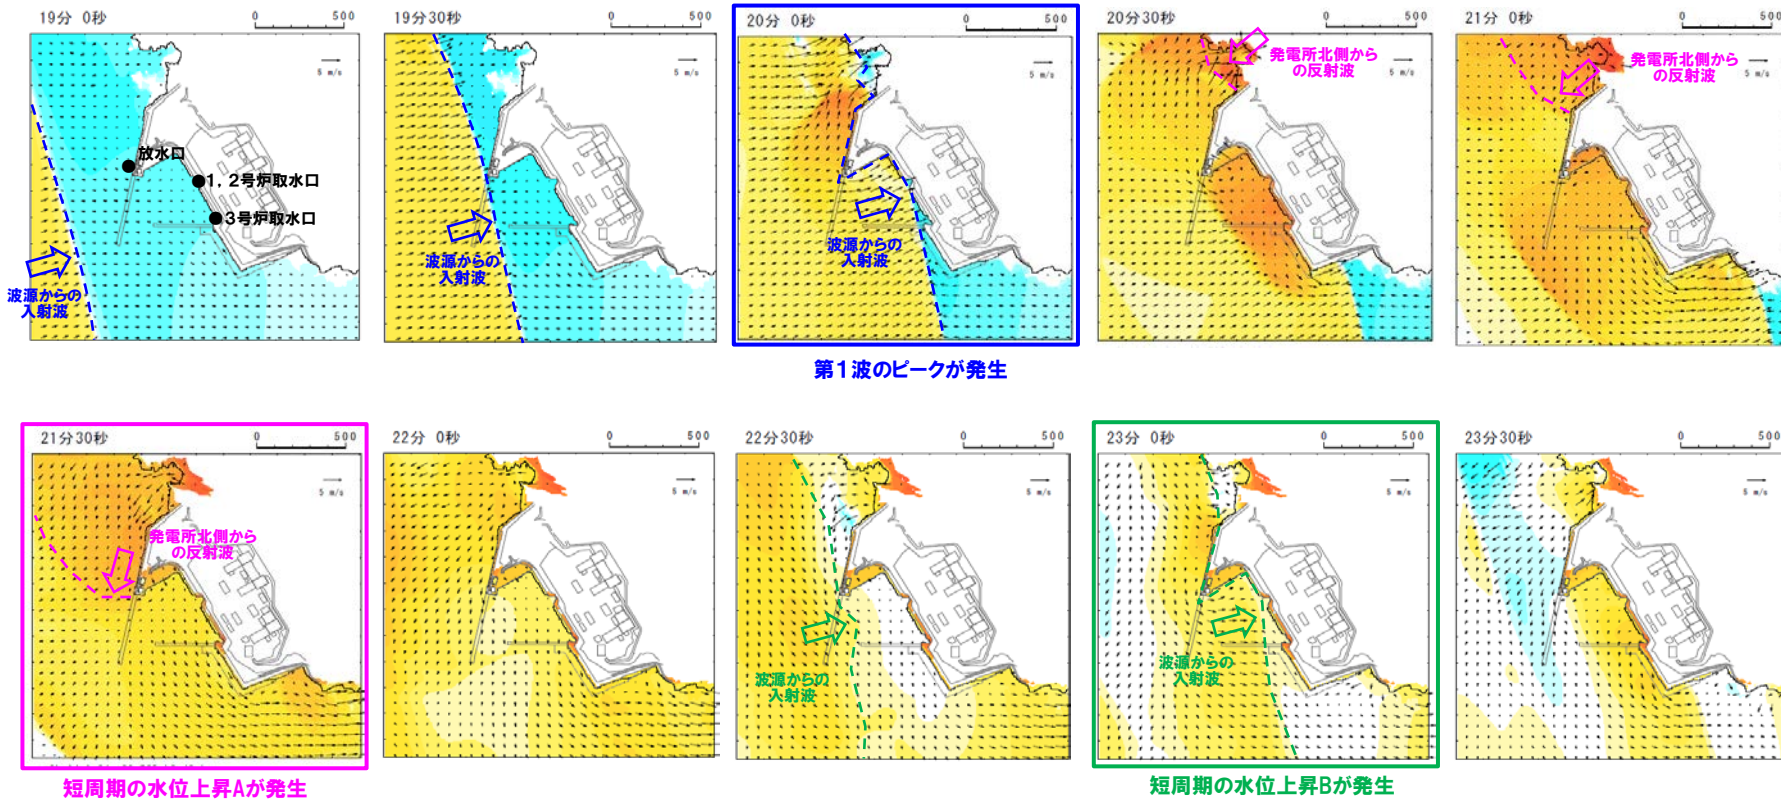 19分 0秒
0 500
5 m/s
放水口
1，2号炉取水口
3号炉取水口
波源からの
入射波
19分30秒
0 500
5 m/s
波源からの
入射波
20分 0秒
0 500
5 m/s
波源からの
入射波
第1波のピークが発生
20分30秒
0 500
発電所北側から
の反射波
5 m/s
21分 0秒
0 500
発電所北側から
の反射波
5 m/s
21分30秒
0 500
5 m/s
発電所北側から
の反射波
短周期の水位上昇Aが発生
22分 0秒
0 500
5 m/s
22分30秒
0 500
5 m/s
波源からの
入射波
23分 0秒
0 500
5 m/s
波源からの
入射波
短周期の水位上昇Bが発生
23分30秒
0 500
5 m/s